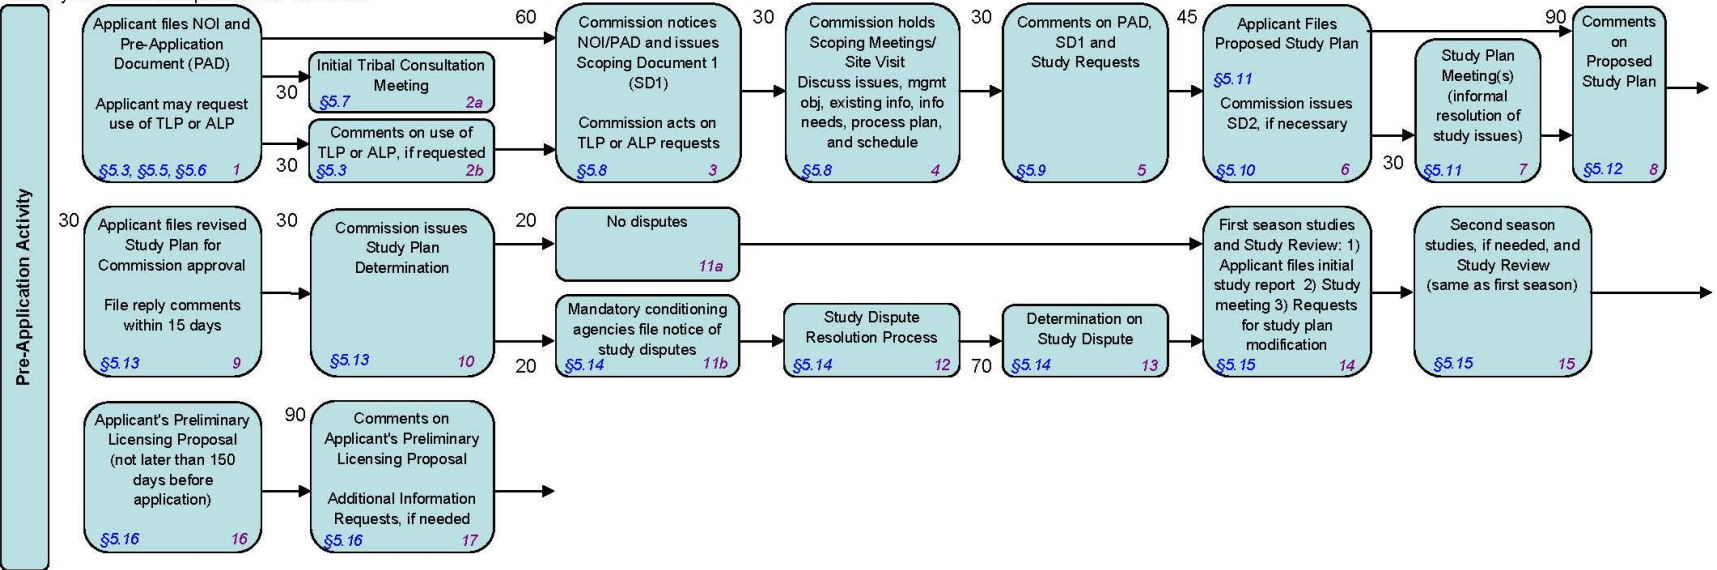 Pre-Application Activity
Applicant files NOI and
Pre-Application
Document (PAD)
Applicant may request
use of TLP or ALP
§5.3, §5.5, §5.6
1
60
30
30
Initial Tribal Consultation
Meeting
§5.7
2a
Comments on use of
TLP or ALP, if requested
§5.3
2b
Commission notices
NOI/PAD and issues
Scoping Document 1
(SD1)
Commission acts on
TLP or ALP requests
§5.8
3
30
Commission holds
Scoping Meetings/
Site Visit
Discuss issues, mgmt
obj, existing info, info
needs, process plan,
and schedule
§5.8
4
30
Comments on PAD,
SD1 and
Study Requests
§5.9
5
45
Applicant Files
Proposed Study Plan
§5.11
Commission issues
SD2, if necessary
§5.10
6
30
Study Plan
Meeting(s)
(informal
resolution of
study issues)
§5.11
7
90
Comments
on
Proposed
Study Plan
§5.12
8
30
Applicant files revised
Study Plan for
Commission approval
File reply comments
within 15 days
§5.13
9
30
Commission issues
Study Plan
Determination
§5.13
10
20
20
No disputes
11a
Mandatory conditioning
agencies file notice of
study disputes
§5.14
11b
Study Dispute
Resolution Process
§5.14
12
70
Determination on
Study Dispute
§5.14
13
First season studies
and Study Review: 1)
Applicant files initial
study report 2) Study
meeting 3) Requests
for study plan
modification
§5.15
14
Second season
studies, if needed, and
Study Review
(same as first season)
§5.15
15
Applicant's Preliminary
Licensing Proposal
(not later than 150
days before
application)
§5.16
16
90
Comments on
Applicant's Preliminary
Licensing Proposal
Additional Information
Requests, if needed
§5.16
17